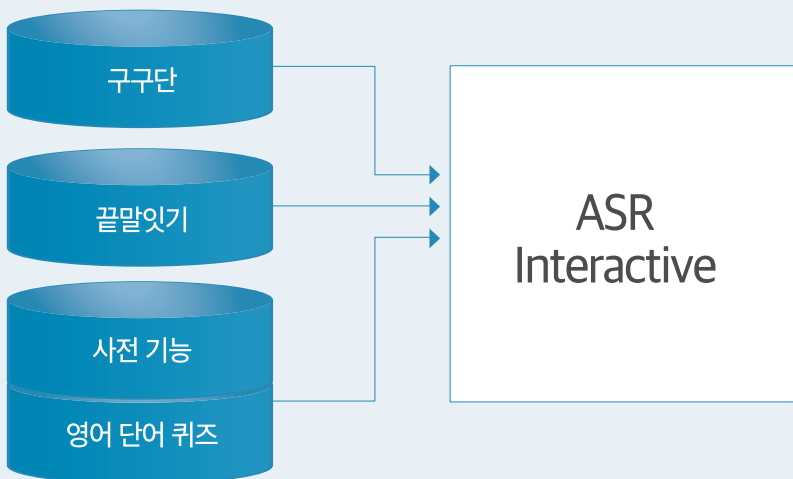 구구단
끝말잇기
사전 기능
영어 단어 퀴즈
ASR
Interactive